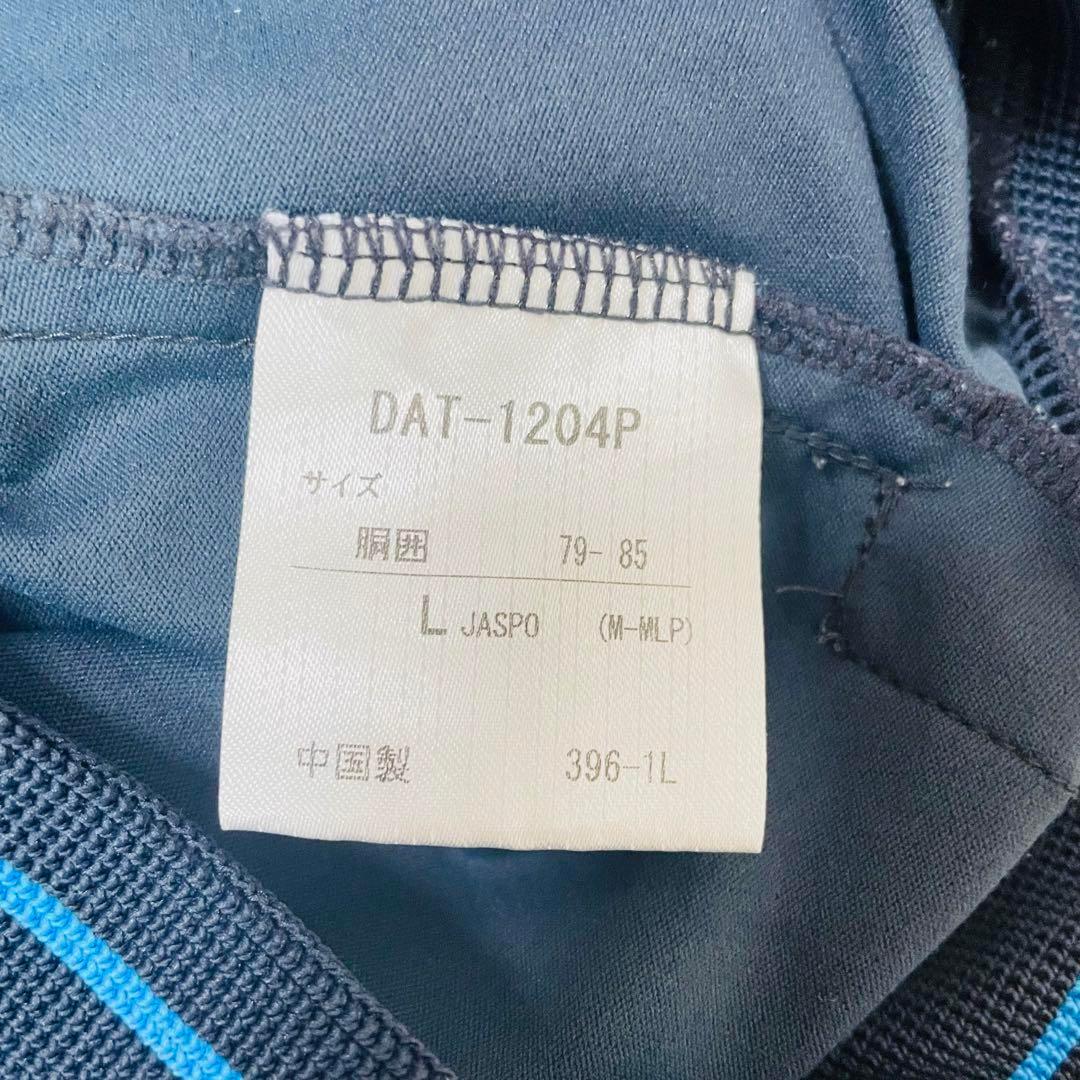 DAT-1204P
サイズ
胴囲 79- 85
L JASPO (M-MLP)
中国製 396-1L